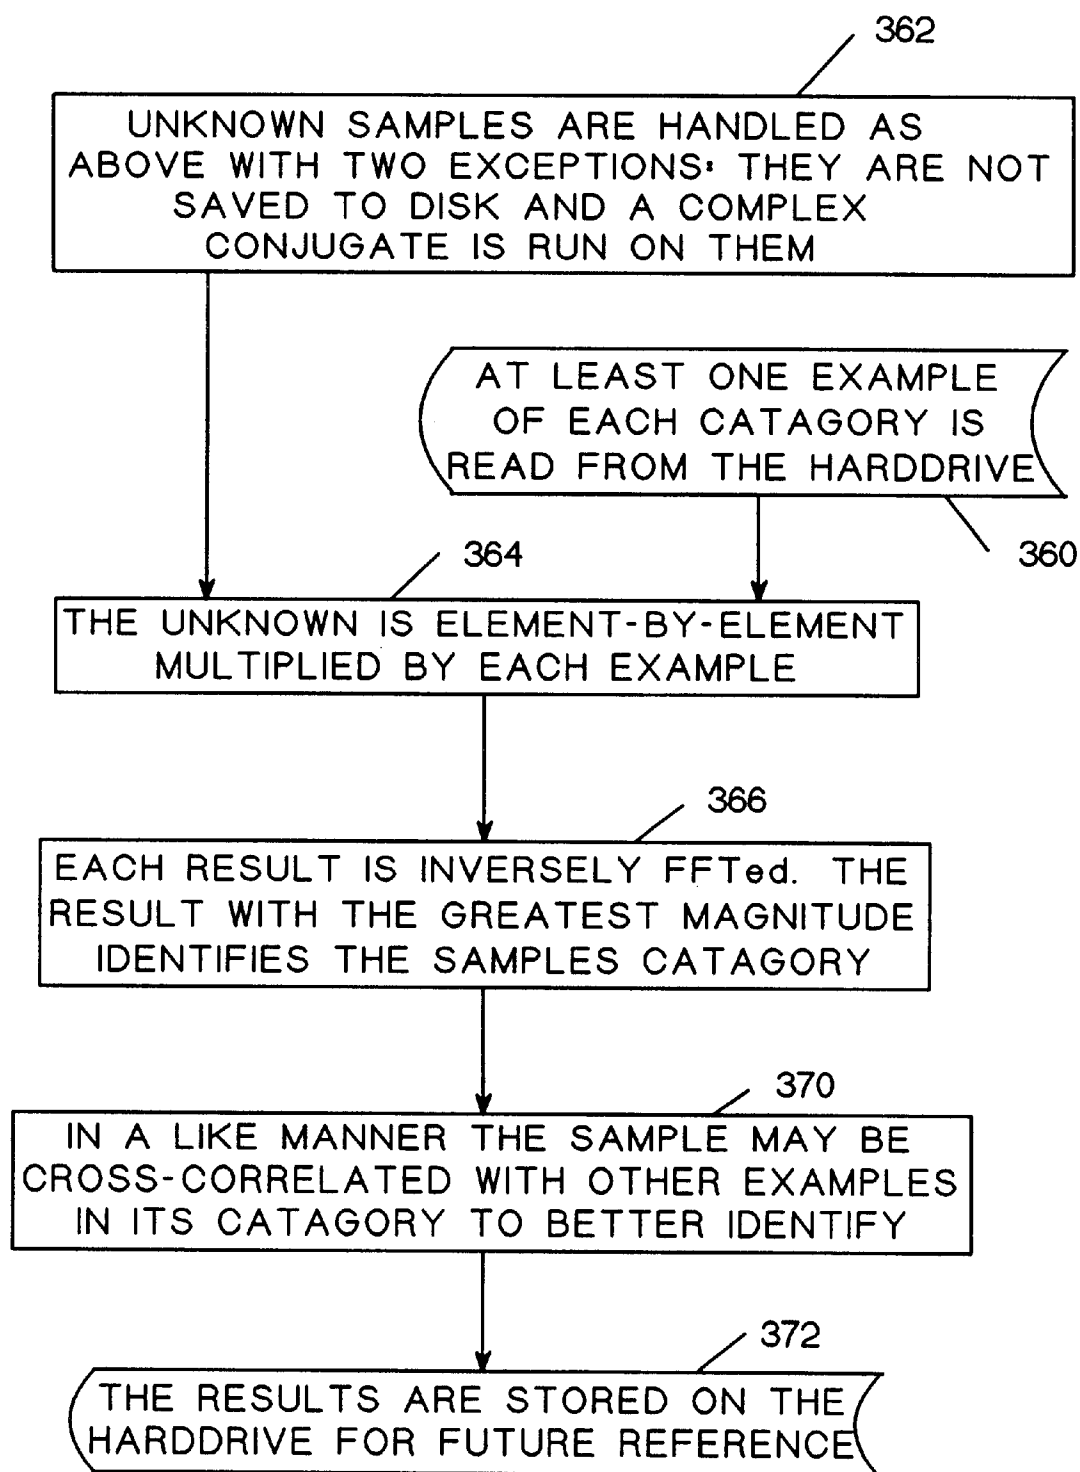 362
UNKNOWN SAMPLES ARE HANDLED AS
ABOVE WITH TWO EXCEPTIONS: THEY ARE NOT
SAVED TO DISK AND A COMPLEX
CONJUGATE IS RUN ON THEM
AT LEAST ONE EXAMPLE
OF EACH CATAGORY IS
READ FROM THE HARDDRIVE
360
364
THE UNKNOWN IS ELEMENT-BY-ELEMENT
MULTIPLIED BY EACH EXAMPLE
366
EACH RESULT IS INVERSELY FFTed. THE
RESULT WITH THE GREATEST MAGNITUDE
IDENTIFIES THE SAMPLES CATAGORY
370
IN A LIKE MANNER THE SAMPLE MAY BE
CROSS-CORRELATED WITH OTHER EXAMPLES
IN ITS CATAGORY TO BETTER IDENTIFY
372
THE RESULTS ARE STORED ON THE
HARDDRIVE FOR FUTURE REFERENCE